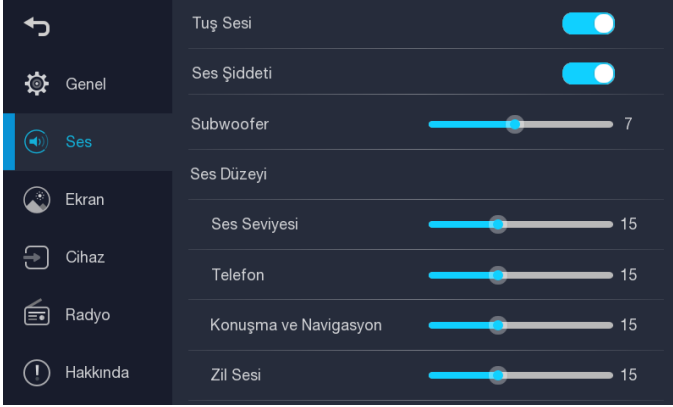 Genel
Ses
Ekran
Cihaz
Radyo
Hakkında
Tuş Sesi
Ses Şiddeti
Subwoofer 7
Ses Düzeyi
Ses Seviyesi 15
Telefon 15
Konuşma ve Navigasyon 15
Zil Sesi 15